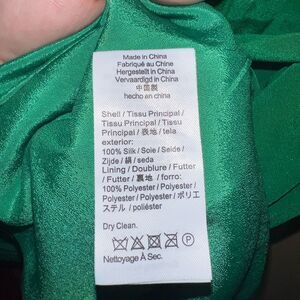 Made in China
Fabriqué au Chine
Hergestellt in China
Vervaardigd in China
中国製
hecho en china
Shell / Tissu Principal /
Tissu Principal / Tissu
Principal / 表地 / tela
exterior:
100% Silk / Soie / Seide /
Zijde / 絹 / seda
Lining / Doublure / Futter
/ Futter / 裏地 / forro:
100% Polyester / Polyester
/ Polyester / Polyester / ポリエ
ステル / poliéster
Dry Clean.
P
Nettoyage À Sec.